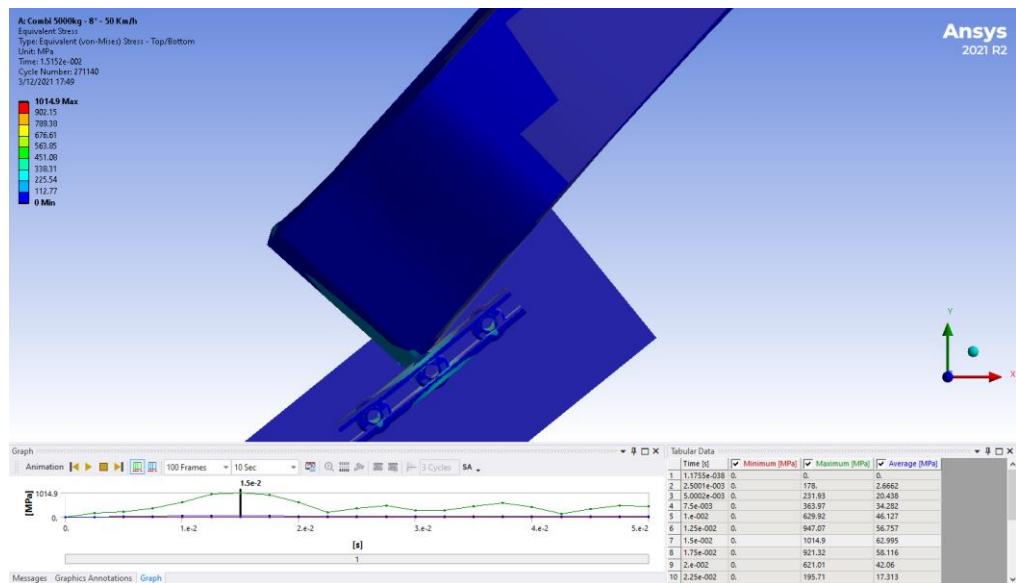 A: Combi 5000kg - 8° - 50 Km/h
Equivalent Stress
Type: Equivalent (von-Mises) Stress - Top/Bottom
Unit: MPa
Time: 1.5152e-002
Cycle Number: 271140
3/12/2021 17:49
1014.9 Max
902.15
789.38
676.61
563.85
451.08
338.31
225.54
112.77
0 Min
Ansys
2021 R2
Y
X
Graph
Animation 100 Frames 10 Sec 3 Cycles SA
1.5e-2
[MPa]
1014.9
0.
0. 1.e-2 2.e-2 3.e-2 4.e-2 5.e-2
[s]
1
Messages Graphics Annotations Graph
Tabular Data
Time [s] Minimum [MPa] Maximum [MPa] Average [MPa]
1 1.1755e-038 0. 0. 0.
2 2.5001e-003 0. 178. 2.6662
3 5.0002e-003 0. 231.93 20.438
4 7.5e-003 0. 363.97 34.282
5 1.e-002 0. 629.92 46.127
6 1.25e-002 0. 947.07 56.757
7 1.5e-002 0. 1014.9 62.995
8 1.75e-002 0. 921.32 58.116
9 2.e-002 0. 621.01 42.06
10 2.25e-002 0. 195.71 17.313